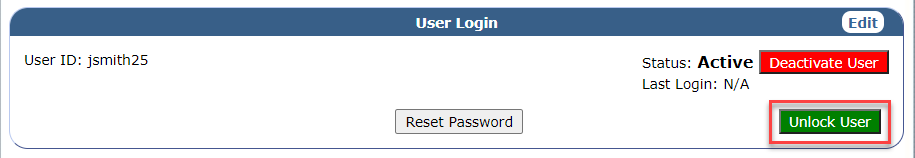 User Login
Edit
User ID: jsmith25
Status: Active Deactivate User
Last Login: N/A
Reset Password
Unlock User